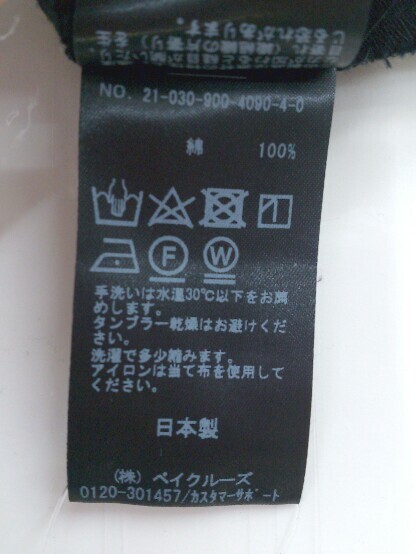 NO. 21-030-900-4090-4-0
綿 100%
F W
手洗いは水温30℃以下をお薦
めします。
タンブラー乾燥はお避けくだ
さい。
洗濯で多少縮みます。
アイロンは当て布を使用して
ください。
日本製
(株) ベイクルーズ
0120-301457/カスタマーサポート